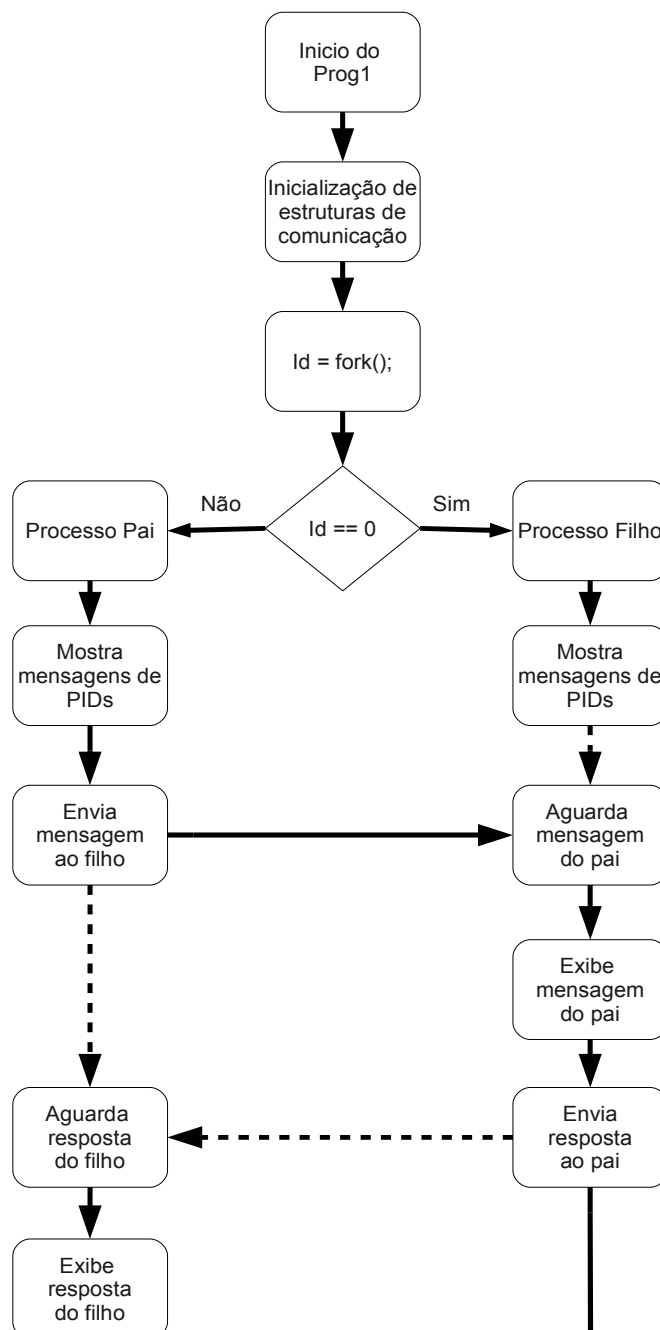 Inicio do
Prog1
Inicialização de
estruturas de
comunicação
Id = fork();
Não
Sim
Processo Pai
Id == 0
Processo Filho
Mostra
mensagens de
PIDs
Mostra
mensagens de
PIDs
Envia
mensagem
ao filho
Aguarda
mensagem
do pai
Exibe
mensagem
do pai
Aguarda
resposta
do filho
Envia
resposta
ao pai
Exibe
resposta
do filho